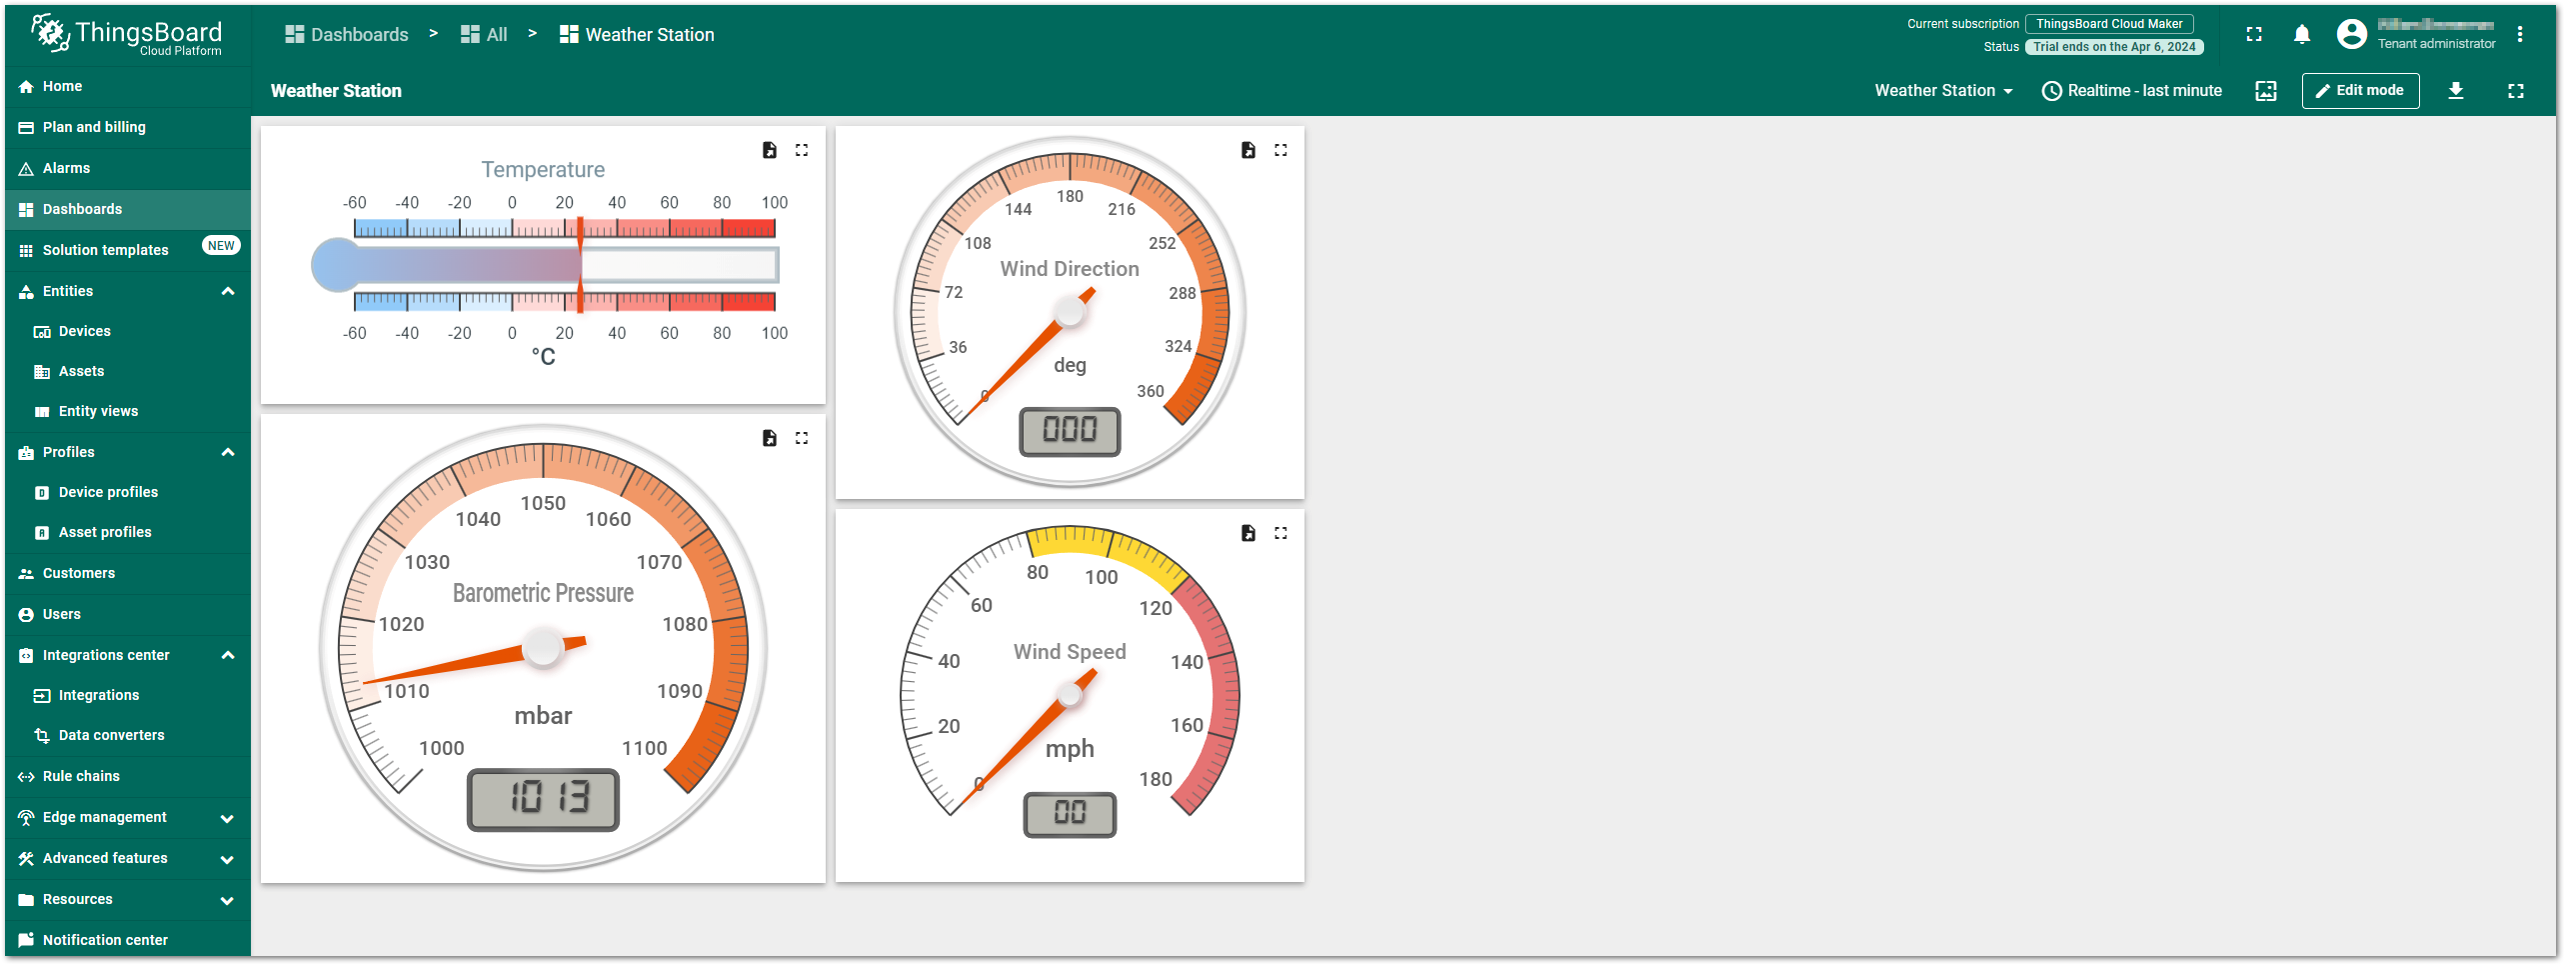 ThingsBoard
Cloud Platform
Dashboards > All > Weather Station
Current subscription ThingsBoard Cloud Maker
Status Trial ends on the Apr 6, 2024
Tenant administrator
Weather Station
Weather Station
Realtime - last minute
Edit mode
Home
Plan and billing
Alarms
Dashboards
Solution templates NEW
Entities
Devices
Assets
Entity views
Profiles
Device profiles
Asset profiles
Customers
Users
Integrations center
Integrations
Data converters
Rule chains
Edge management
Advanced features
Resources
Notification center
Temperature
-60 -40 -20 0 20 40 60 80 100
-60 -40 -20 0 20 40 60 80 100
°C
180
144 216
108 252
Wind Direction
72 288
36 324
deg
0 360
000
1050
1040 1060
1030 1070
Barometric Pressure
1020 1080
1010 1090
mbar
1000 1100
1013
80 100
60 120
Wind Speed
40 140
20 160
mph
0 180
00